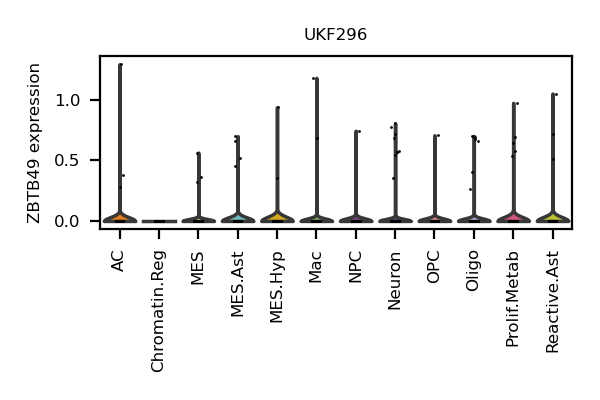 UKF296
ZBTB49 expression
1.0
0.5
0.0
AC
Chromatin.Reg
MES
MES.Ast
MES.Hyp
Mac
NPC
Neuron
OPC
Oligo
Prolif.Metab
Reactive.Ast